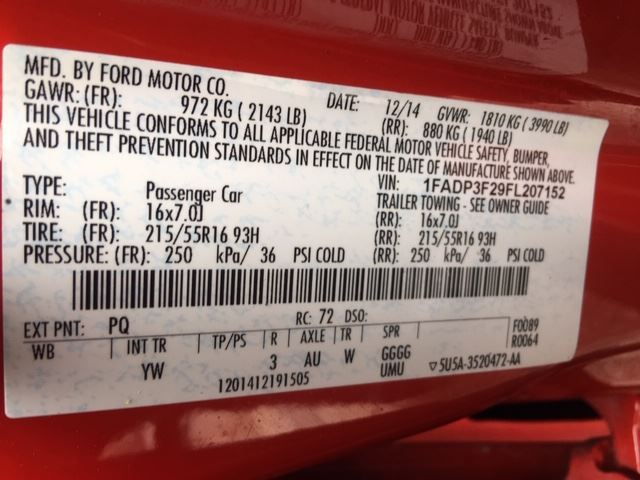 MFD. BY FORD MOTOR CO.
DATE: 12/14 GVWR: 1810 KG ( 3990 LB)
GAWR: (FR): 972 KG ( 2143 LB) (RR): 880 KG ( 1940 LB)
THIS VEHICLE CONFORMS TO ALL APPLICABLE FEDERAL MOTOR VEHICLE SAFETY, BUMPER,
AND THEFT PREVENTION STANDARDS IN EFFECT ON THE DATE OF MANUFACTURE SHOWN ABOVE.
VIN: 1FADP3F29FL207152
TYPE: Passenger Car TRAILER TOWING - SEE OWNER GUIDE
RIM: (FR): 16x7.0J (RR): 16x7.0J
TIRE: (FR): 215/55R16 93H (RR): 215/55R16 93H
PRESSURE: (FR): 250 kPa/ 36 PSI COLD (RR): 250 kPa/ 36 PSI COLD
EXT PNT: PQ RC: 72 DSO: F0089
WB INT TR TP/PS R AXLE TR SPR R0064
YW 3 AU W GGGG
UMU 5U5A-3520472-AA
1201412191505